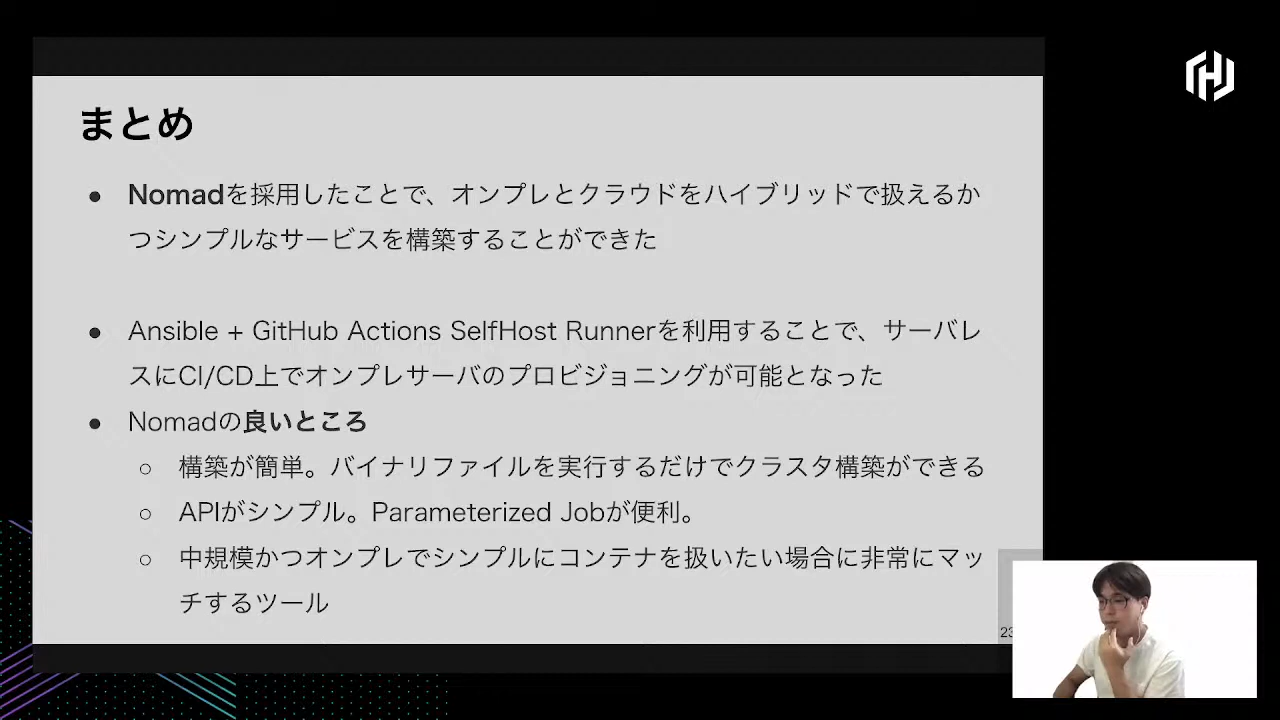 まとめ
● Nomadを採用したことで、オンプレとクラウドをハイブリッドで扱えるか
つシンプルなサービスを構築することができた
● Ansible + GitHub Actions SelfHost Runnerを利用することで、サーバレ
スにCI/CD上でオンプレサーバのプロビジョニングが可能となった
● Nomadの良いところ
○ 構築が簡単。バイナリファイルを実行するだけでクラスタ構築ができる
○ APIがシンプル。Parameterized Jobが便利。
○ 中規模かつオンプレでシンプルにコンテナを扱いたい場合に非常にマッ
チするツール
23